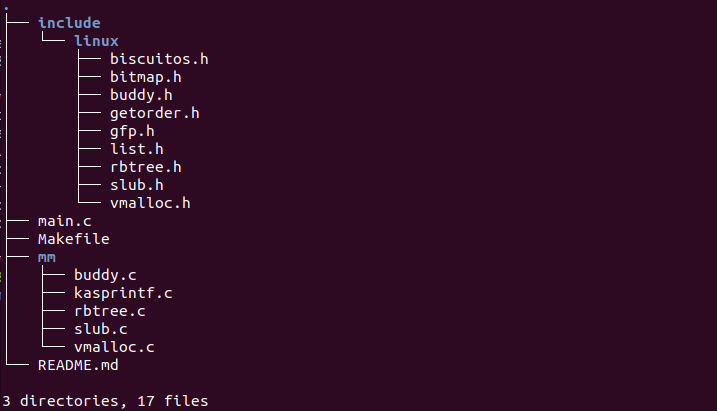 .
├── include
│   └── linux
│       ├── biscuitos.h
│       ├── bitmap.h
│       ├── buddy.h
│       ├── getorder.h
│       ├── gfp.h
│       ├── list.h
│       ├── rbtree.h
│       ├── slub.h
│       └── vmalloc.h
├── main.c
├── Makefile
├── mm
│   ├── buddy.c
│   ├── kasprintf.c
│   ├── rbtree.c
│   ├── slub.c
│   └── vmalloc.c
└── README.md
3 directories, 17 files